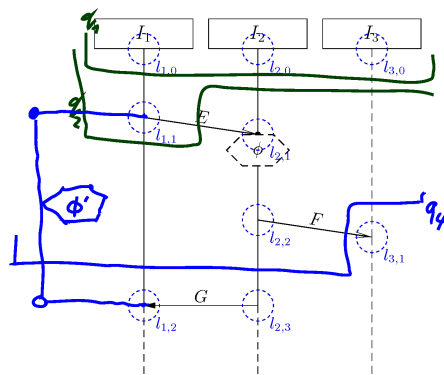 q₁ I₁ I₂ I₃
l₁,₀ l₂,₀ l₃,₀
q₂ E
l₁,₁ l₂,₁
ϕ
ϕ'
F q₄
l₂,₂ l₃,₁
G
l₁,₂ l₂,₃